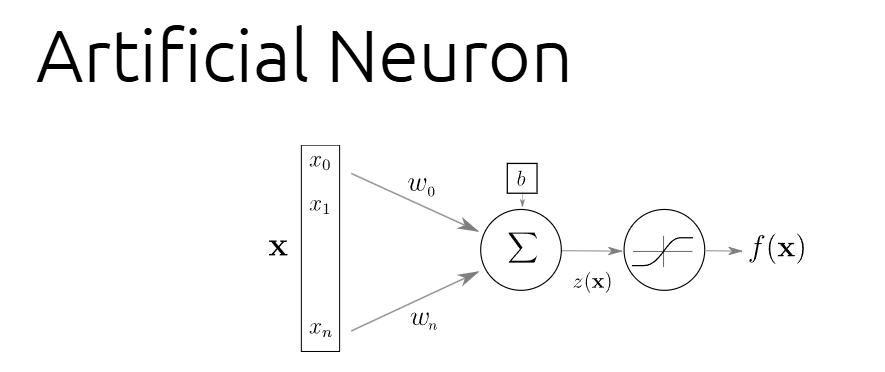 Artificial Neuron
x₀
w₀
b
x₁
x
Σ
f(x)
z(x)
wₙ
xₙ